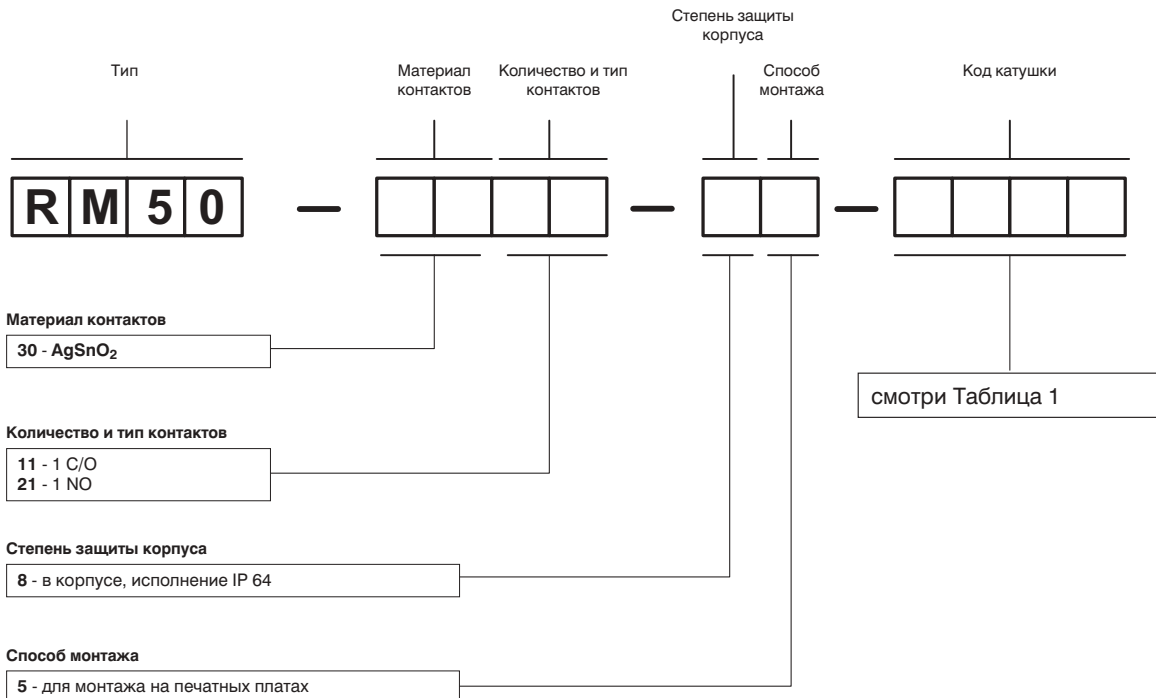 Степень защиты
корпуса
Тип
Материал
контактов
Количество и тип
контактов
Способ
монтажа
Код катушки
RM50 – –  –
Материал контактов
30 - AgSnO2
смотри Таблица 1
Количество и тип контактов
11 - 1 C/O
21 - 1 NO
Степень защиты корпуса
8 - в корпусе, исполнение IP 64
Способ монтажа
5 - для монтажа на печатных платах